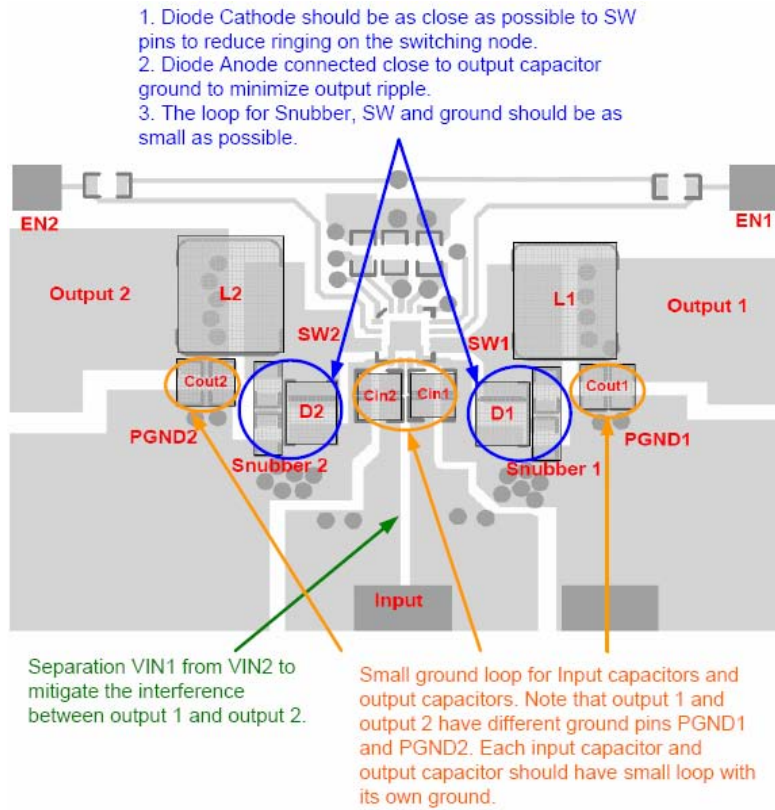 1. Diode Cathode should be as close as possible to SW
pins to reduce ringing on the switching node.
2. Diode Anode connected close to output capacitor
ground to minimize output ripple.
3. The loop for Snubber, SW and ground should be as
small as possible.
EN2
EN1
Output 2
L2
L1
Output 1
SW2
SW1
Cout2
Cin2
Cin1
Cout1
D2
D1
PGND2
PGND1
Snubber 2
Snubber 1
Input
Separation VIN1 from VIN2 to
mitigate the interference
between output 1 and output 2.
Small ground loop for Input capacitors and
output capacitors. Note that output 1 and
output 2 have different ground pins PGND1
and PGND2. Each input capacitor and
output capacitor should have small loop with
its own ground.